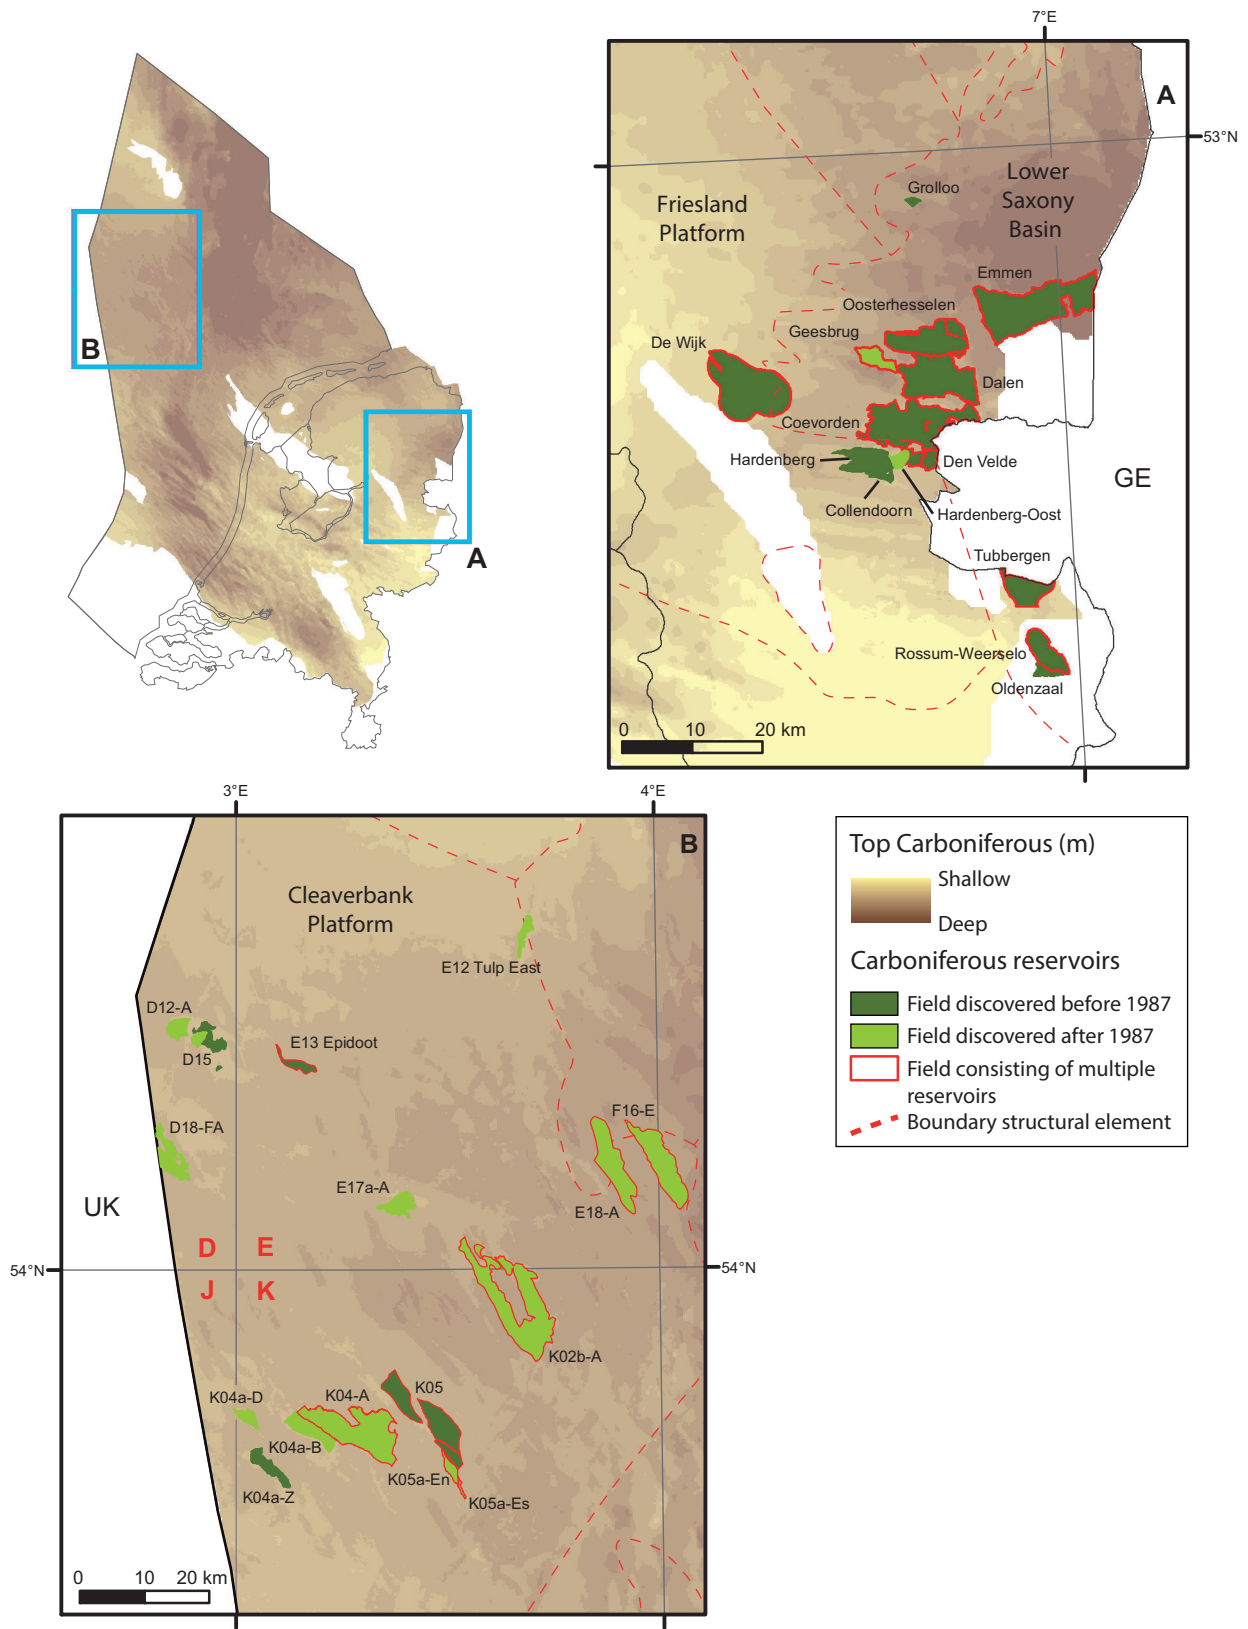 B
A
7°E
A
53°N
Grolloo
Lower
Saxony
Basin
Friesland
Platform
Emmen
Oosterhesselen
Geesbrug
De Wijk
Dalen
Coevorden
Hardenberg
Den Velde
GE
Collendoorn
Hardenberg-Oost
Tubbergen
Rossum-Weerselo
Oldenzaal
0 10 20 km
3°E
4°E
B
Cleaverbank
Platform
E12 Tulp East
D12-A
D15
E13 Epidoot
D18-FA
F16-E
E17a-A
E18-A
UK
D E
54°N
54°N
J K
K02b-A
K05
K04a-D
K04-A
K04a-B
K05a-En
K04a-Z
K05a-Es
0 10 20 km
Top Carboniferous (m)
Shallow
Deep
Carboniferous reservoirs
Field discovered before 1987
Field discovered after 1987
Field consisting of multiple
reservoirs
Boundary structural element